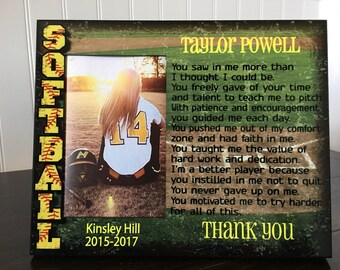 SOFTBALL
TAYLOR POWELL
You saw in me more than
I thought I could be.
You freely gave of your time
and talent to teach me to pitch
With patience and encouragement,
you guided me each day.
You pushed me out of my comfort
zone and had faith in me.
You taught me the value of
hard work and dedication.
I'm a better player because
you instilled in me not to quit.
You never gave up on me.
You motivated me to try harder
for all of this.
THANK YOU
14
N
Kinsley Hill
2015-2017